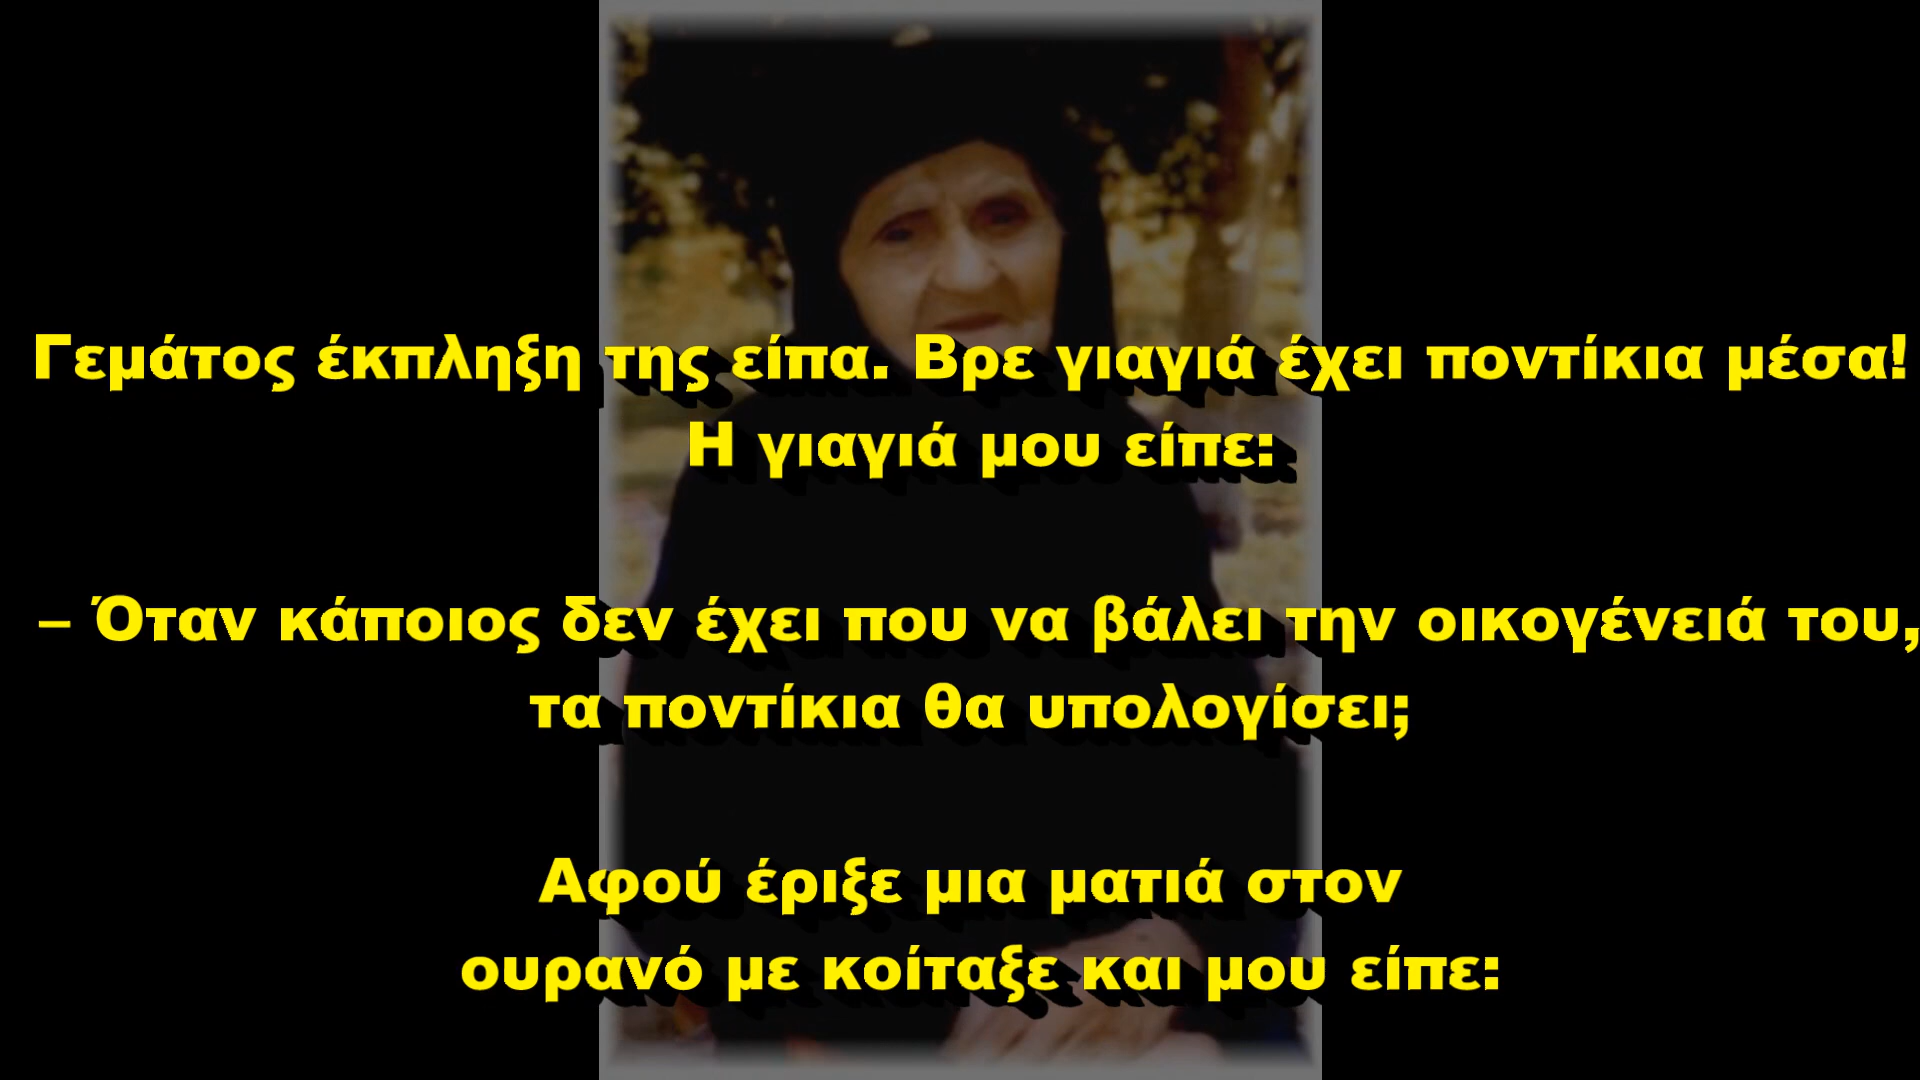 Γεμάτος έκπληξη της είπα. Βρε γιαγιά έχει ποντίκια μέσα!
Η γιαγιά μου είπε:
– Όταν κάποιος δεν έχει που να βάλει την οικογένειά του,
τα ποντίκια θα υπολογίσει;
Αφού έριξε μια ματιά στον
ουρανό με κοίταξε και μου είπε: